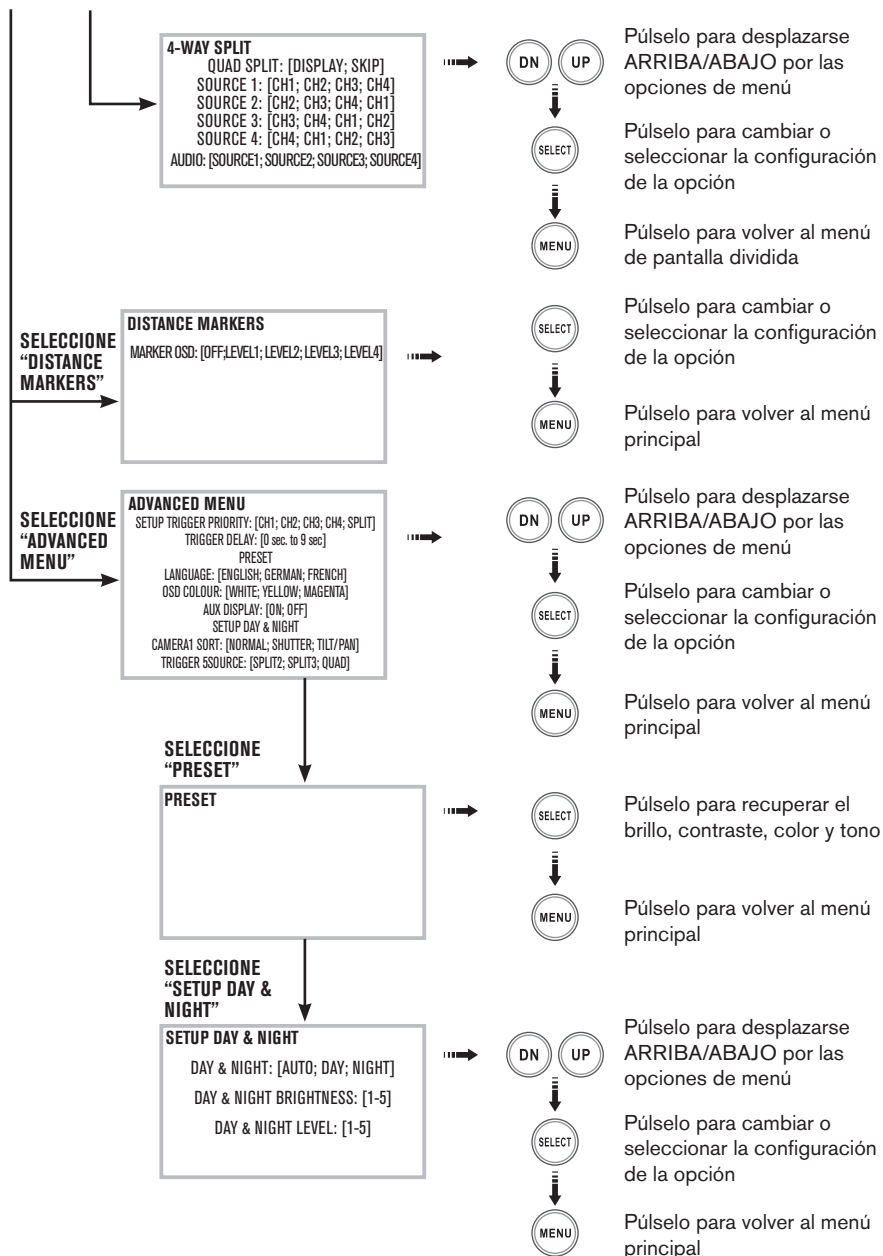 4-WAY SPLIT
QUAD SPLIT: [DISPLAY; SKIP]
SOURCE 1: [CH1; CH2; CH3; CH4]
SOURCE 2: [CH2; CH3; CH4; CH1]
SOURCE 3: [CH3; CH4; CH1; CH2]
SOURCE 4: [CH4; CH1; CH2; CH3]
AUDIO: [SOURCE1; SOURCE2; SOURCE3; SOURCE4]
DN UP
Púlselo para desplazarse
ARRIBA/ABAJO por las
opciones de menú
SELECT
Púlselo para cambiar o
seleccionar la configuración
de la opción
MENU
Púlselo para volver al menú
de pantalla dividida
SELECCIONE
“DISTANCE
MARKERS”
DISTANCE MARKERS
MARKER OSD: [OFF;LEVEL1; LEVEL2; LEVEL3; LEVEL4]
SELECT
Púlselo para cambiar o
seleccionar la configuración
de la opción
MENU
Púlselo para volver al menú
principal
SELECCIONE
“ADVANCED
MENU”
ADVANCED MENU
SETUP TRIGGER PRIORITY: [CH1; CH2; CH3; CH4; SPLIT]
TRIGGER DELAY: [0 sec. to 9 sec]
PRESET
LANGUAGE: [ENGLISH; GERMAN; FRENCH]
OSD COLOUR: [WHITE; YELLOW; MAGENTA]
AUX DISPLAY: [ON; OFF]
SETUP DAY & NIGHT
CAMERA1 SORT: [NORMAL; SHUTTER; TILT/PAN]
TRIGGER 5SOURCE: [SPLIT2; SPLIT3; QUAD]
DN UP
Púlselo para desplazarse
ARRIBA/ABAJO por las
opciones de menú
SELECT
Púlselo para cambiar o
seleccionar la configuración
de la opción
MENU
Púlselo para volver al menú
principal
SELECCIONE
“PRESET”
PRESET
SELECT
Púlselo para recuperar el
brillo, contraste, color y tono
MENU
Púlselo para volver al menú
principal
SELECCIONE
“SETUP DAY &
NIGHT”
SETUP DAY & NIGHT
DAY & NIGHT: [AUTO; DAY; NIGHT]
DAY & NIGHT BRIGHTNESS: [1-5]
DAY & NIGHT LEVEL: [1-5]
DN UP
Púlselo para desplazarse
ARRIBA/ABAJO por las
opciones de menú
SELECT
Púlselo para cambiar o
seleccionar la configuración
de la opción
MENU
Púlselo para volver al menú
principal